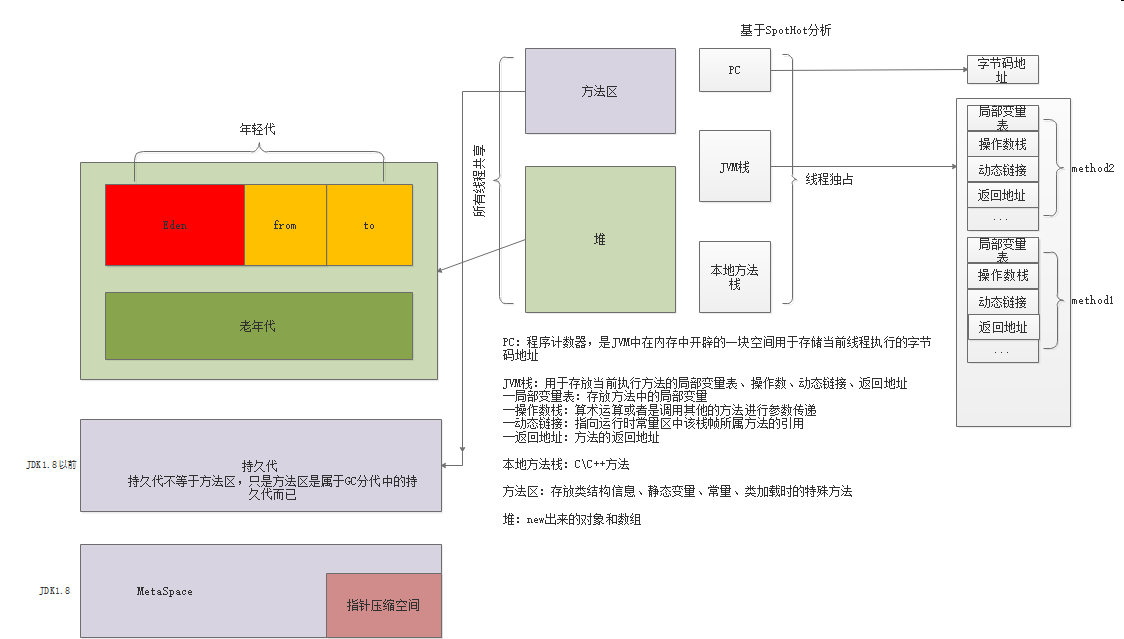 基于SpotHot分析
年轻代
Eden
from
to
老年代
所有线程共享
方法区
堆
PC
JVM栈
本地方法
栈
线程独占
字节码地
址
局部变量
表
操作数栈
动态链接
返回地址
...
method2
局部变量
表
操作数栈
动态链接
返回地址
...
method1
PC: 程序计数器，是JVM中在内存中开辟的一块空间用于存储当前线程执行的字节
码地址
JVM栈: 用于存放当前执行方法的局部变量表、操作数、动态链接、返回地址
—局部变量表: 存放方法中的局部变量
—操作数栈: 算术运算或者是调用其他的方法进行参数传递
—动态链接: 指向运行时常量区中该栈帧所属方法的引用
—返回地址: 方法的返回地址
本地方法栈: C\C++方法
方法区: 存放类结构信息、静态变量、常量、类加载时的特殊方法
堆: new出来的对象和数组
JDK1.8以前
持久代
持久代不等于方法区，只是方法区是属于GC分代中的持
久代而已
JDK1.8
MetaSpace
指针压缩空间